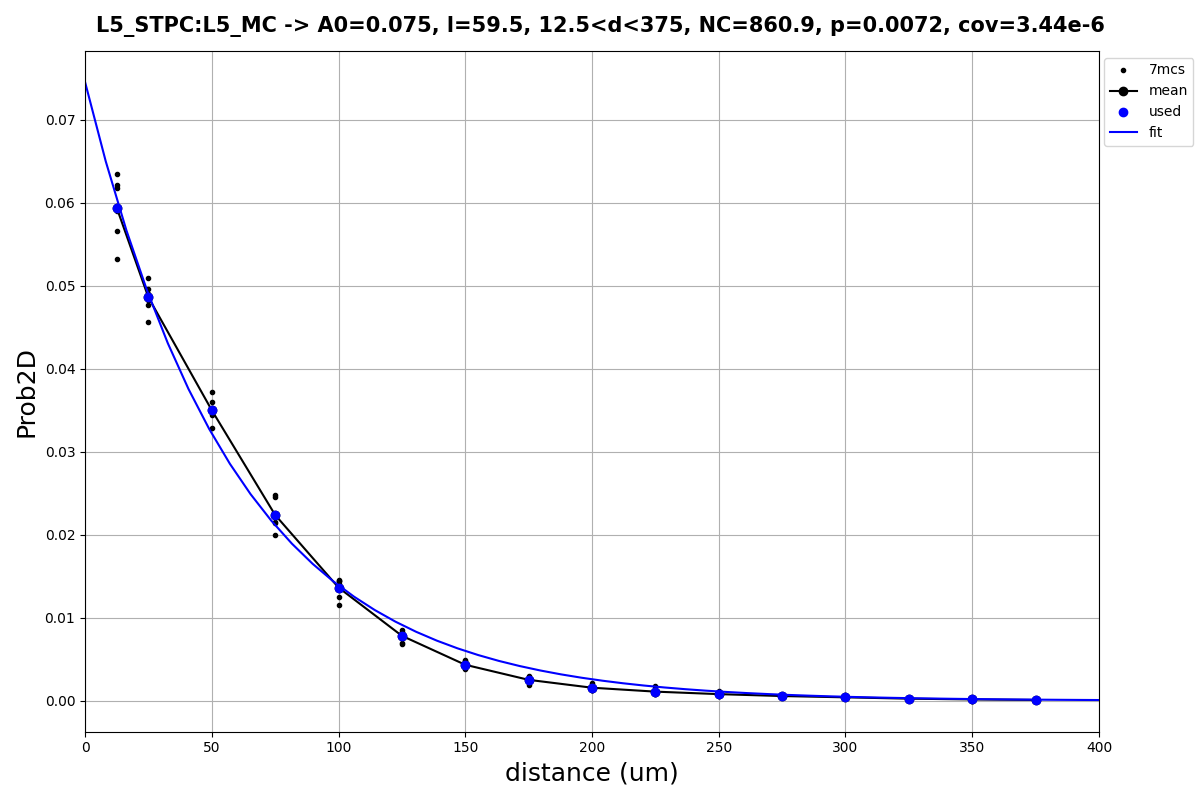 L5_STPC:L5_MC -> A0=0.075, l=59.5, 12.5<d<375, NC=860.9, p=0.0072, cov=3.44e-6
7mcs
mean
used
fit
Prob2D
0.07
0.06
0.05
0.04
0.03
0.02
0.01
0.00
0 50 100 150 200 250 300 350 400
distance (um)